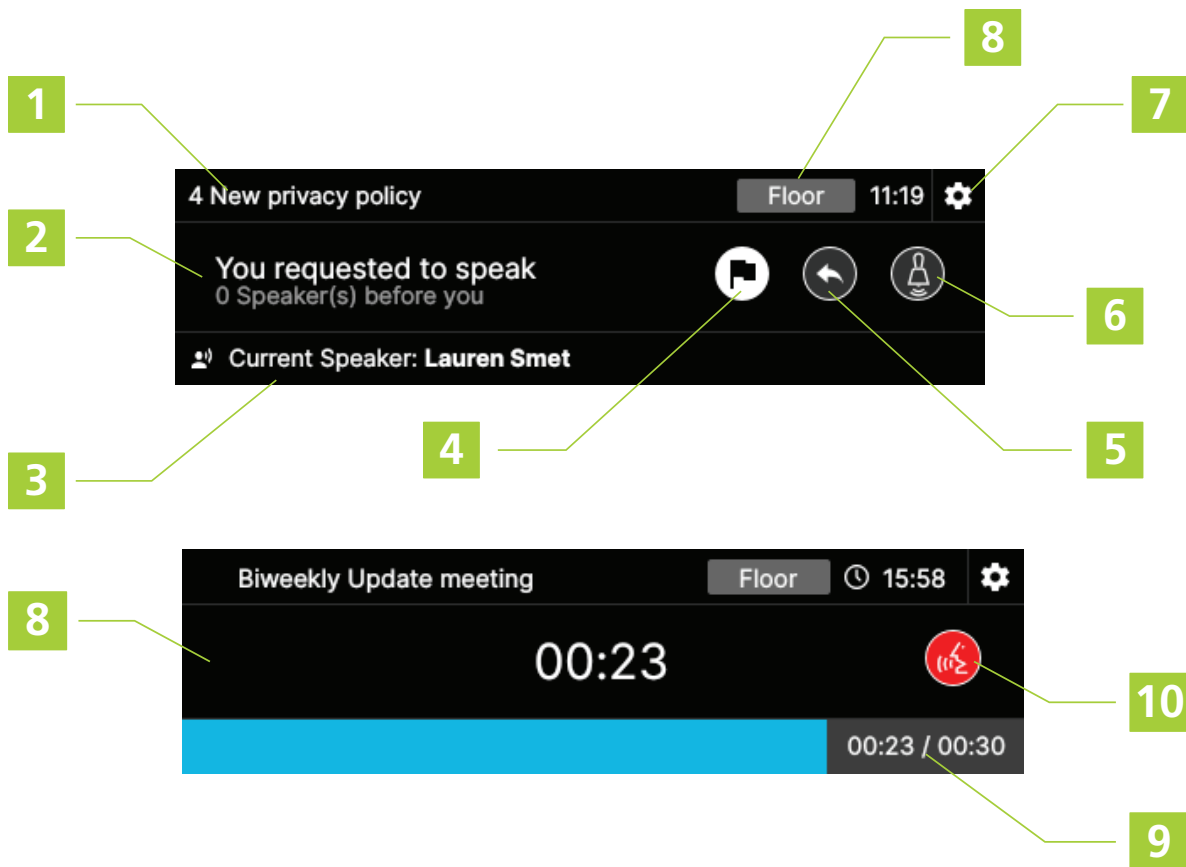 8
1
7
4 New privacy policy Floor 11:19
2
You requested to speak
0 Speaker(s) before you
6
Current Speaker: Lauren Smet
4
5
3
Biweekly Update meeting Floor 15:58
8
00:23
10
00:23 / 00:30
9